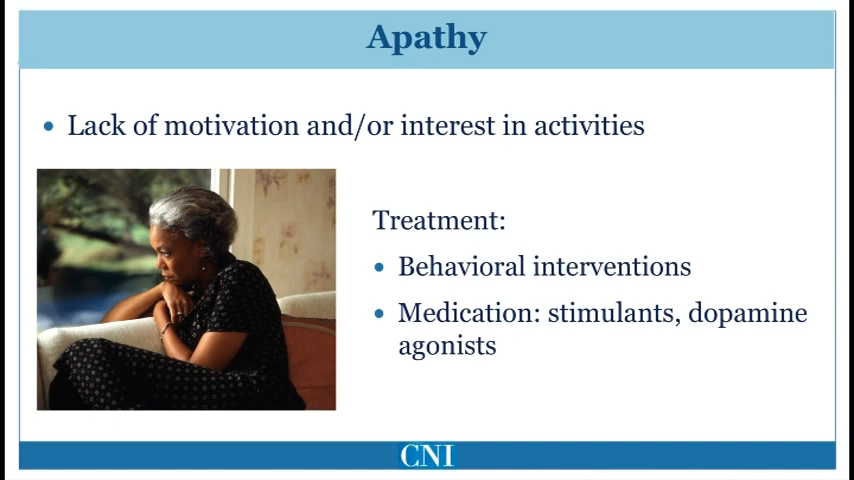 Apathy
• Lack of motivation and/or interest in activities
Treatment:
• Behavioral interventions
• Medication: stimulants, dopamine
agonists
CNI